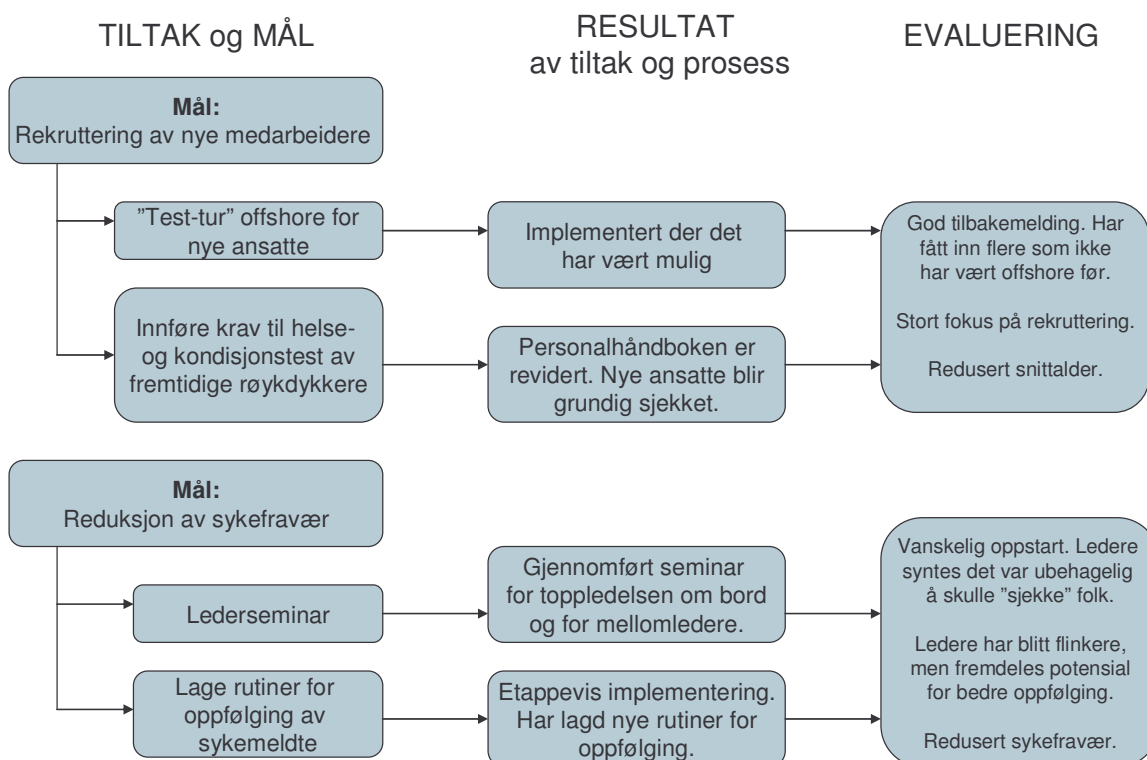 TILTAK og MÅL
RESULTAT
av tiltak og prosess
EVALUERING
Mål:
Rekruttering av nye medarbeidere
”Test-tur” offshore for
nye ansatte
Implementert der det
har vært mulig
God tilbakemelding. Har
fått inn flere som ikke
har vært offshore før.
Stort fokus på rekruttering.
Redusert snittalder.
Innføre krav til helse-
og kondisjonstest av
fremtidige røykdykkere
Personalhåndboken er
revidert. Nye ansatte blir
grundig sjekket.
Mål:
Reduksjon av sykefravær
Lederseminar
Gjennomført seminar
for toppledelsen om bord
og for mellomledere.
Vanskelig oppstart. Ledere
syntes det var ubehagelig
å skulle ”sjekke” folk.
Ledere har blitt flinkere,
men fremdeles potensial
for bedre oppfølging.
Redusert sykefravær.
Lage rutiner for
oppfølging av
sykemeldte
Etappevis implementering.
Har lagd nye rutiner for
oppfølging.